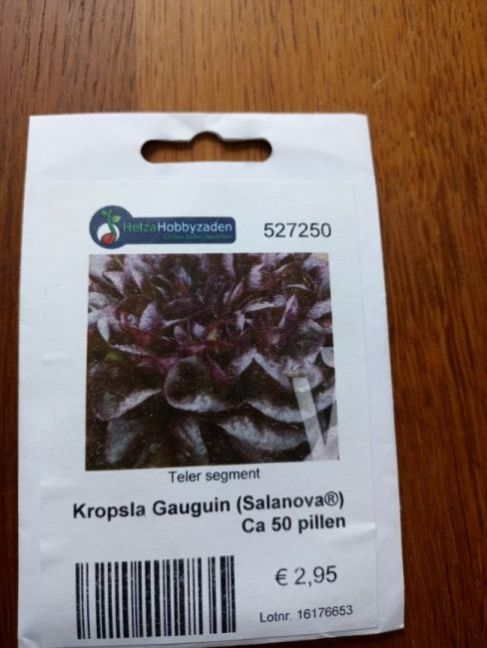 HelzaHobbyzaden
527250
Teler segment
Kropsla Gauguin (Salanova®)
Ca 50 pillen
€ 2,95
Lotnr. 16176653